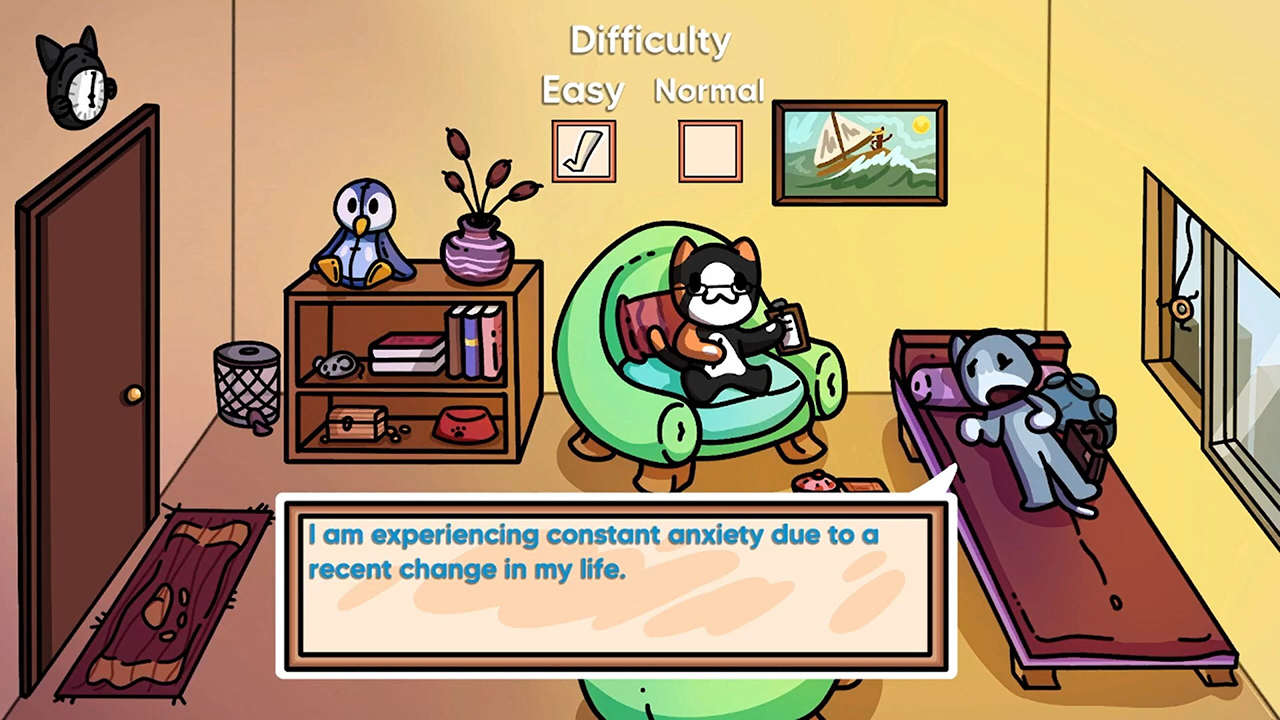 Difficulty
Easy Normal
I am experiencing constant anxiety due to a
recent change in my life.